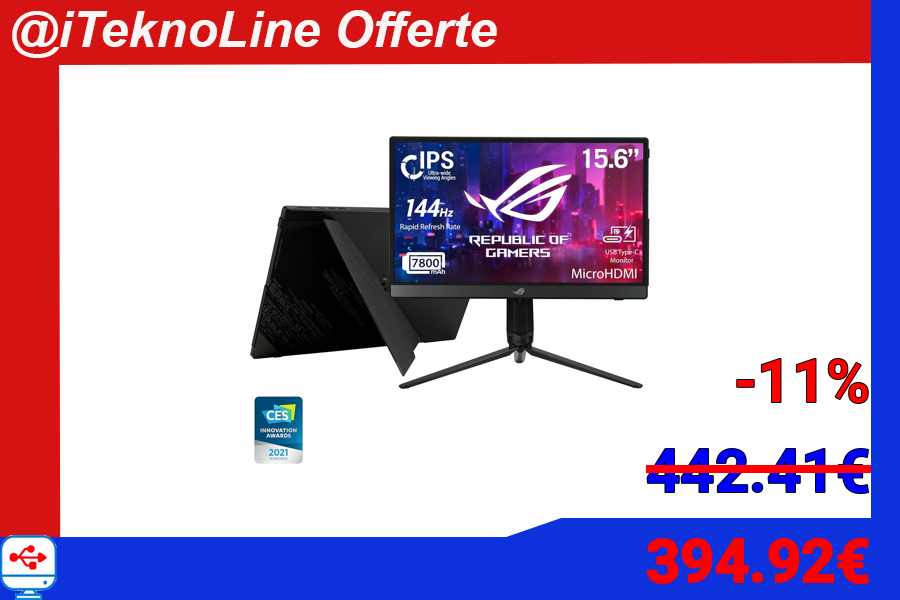 @iTeknoLine Offerte
IPS
Ultra-wide
Viewing Angles
15.6”
144Hz
Rapid Refresh Rate
REPUBLIC OF
GAMERS
7800
mAh
USB Type-C
Monitor
MicroHDMI
CES
INNOVATION
AWARDS
2021
-11%
442.41€
394.92€